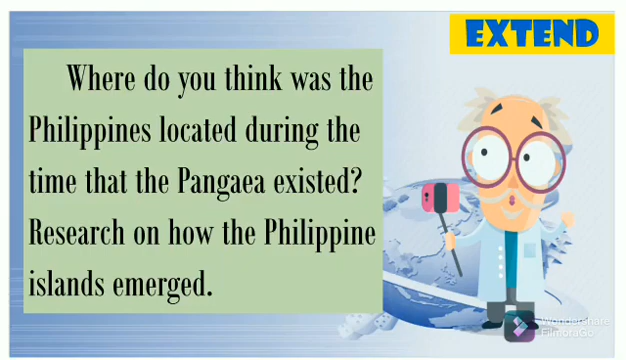 EXTEND
Where do you think was the
Philippines located during the
time that the Pangaea existed?
Research on how the Philippine
islands emerged.
Wondershare
FilmoraGo